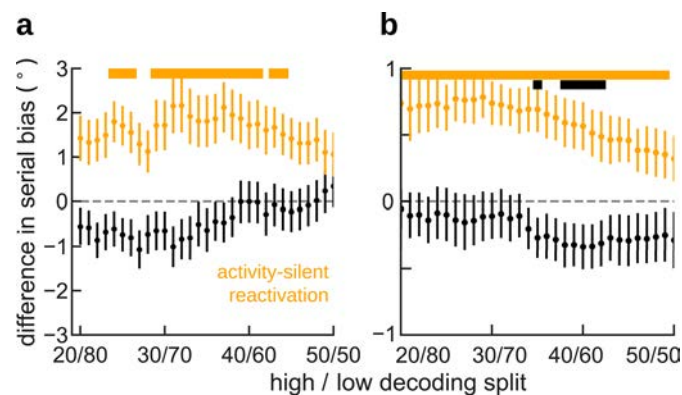 a
b
difference in serial bias (°)
3
2
1
0
−1
−2
−3
1
0
−1
activity-silent
reactivation
20/80 30/70 40/60 50/50
20/80 30/70 40/60 50/50
high / low decoding split